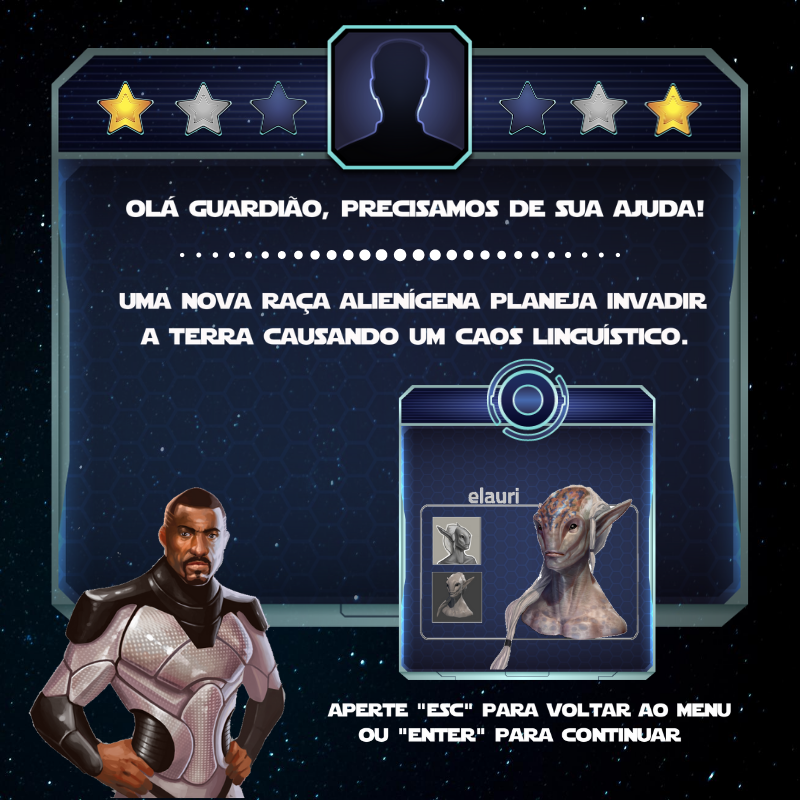 OLÁ GUARDIÃO, PRECISAMOS DE SUA AJUDA!
UMA NOVA RAÇA ALIENÍGENA PLANEJA INVADIR
A TERRA CAUSANDO UM CAOS LINGUÍSTICO.
elauri
APERTE "ESC" PARA VOLTAR AO MENU
OU "ENTER" PARA CONTINUAR